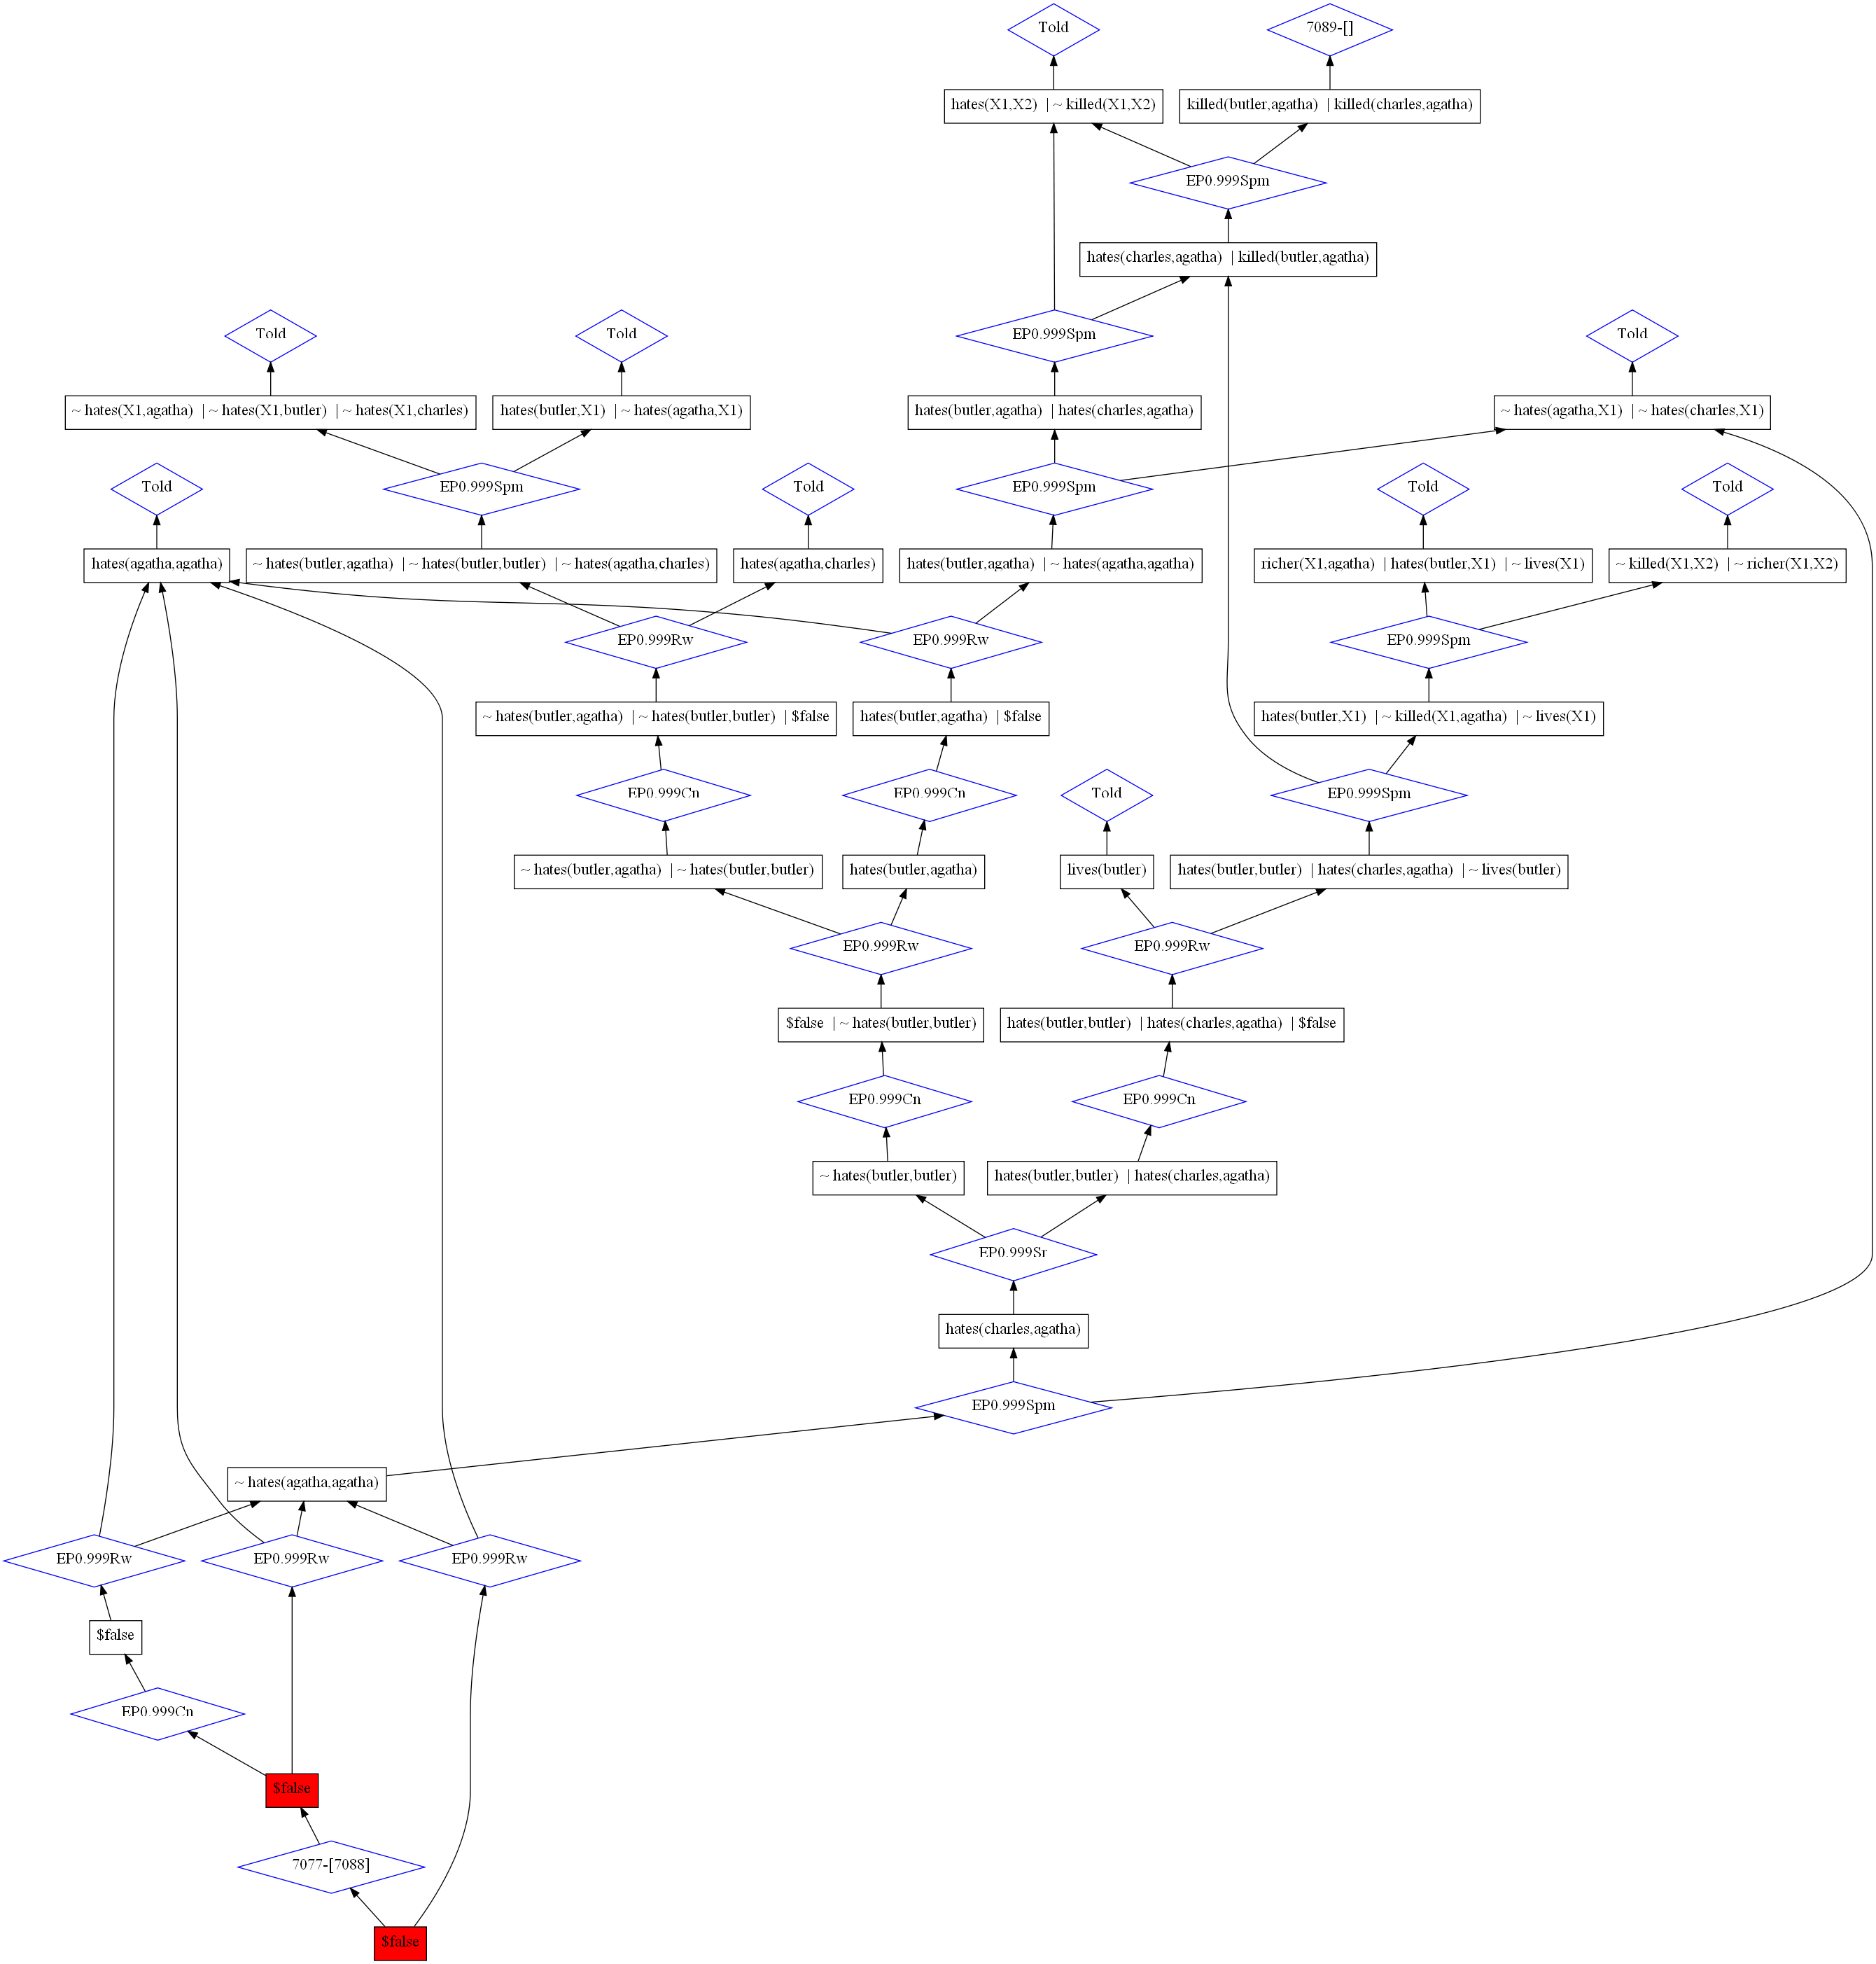 Told
7089-[]
hates(X1,X2) | ~ killed(X1,X2)
killed(butler,agatha) | killed(charles,agatha)
EP0.999Spm
hates(charles,agatha) | killed(butler,agatha)
Told
Told
EP0.999Spm
Told
~ hates(X1,agatha) | ~ hates(X1,butler) | ~ hates(X1,charles)
hates(butler,X1) | ~ hates(agatha,X1)
hates(butler,agatha) | hates(charles,agatha)
~ hates(agatha,X1) | ~ hates(charles,X1)
Told
EP0.999Spm
Told
EP0.999Spm
Told
Told
hates(agatha,agatha)
~ hates(butler,agatha) | ~ hates(butler,butler) | ~ hates(agatha,charles)
hates(agatha,charles)
hates(butler,agatha) | ~ hates(agatha,agatha)
richer(X1,agatha) | hates(butler,X1) | ~ lives(X1)
~ killed(X1,X2) | ~ richer(X1,X2)
EP0.999Rw
EP0.999Rw
EP0.999Spm
~ hates(butler,agatha) | ~ hates(butler,butler) | $false
hates(butler,agatha) | $false
hates(butler,X1) | ~ killed(X1,agatha) | ~ lives(X1)
EP0.999Cn
EP0.999Cn
Told
EP0.999Spm
~ hates(butler,agatha) | ~ hates(butler,butler)
hates(butler,agatha)
lives(butler)
hates(butler,butler) | hates(charles,agatha) | ~ lives(butler)
EP0.999Rw
EP0.999Rw
$false | ~ hates(butler,butler)
hates(butler,butler) | hates(charles,agatha) | $false
EP0.999Cn
EP0.999Cn
~ hates(butler,butler)
hates(butler,butler) | hates(charles,agatha)
EP0.999Sr
hates(charles,agatha)
EP0.999Spm
~ hates(agatha,agatha)
EP0.999Rw
EP0.999Rw
EP0.999Rw
$false
EP0.999Cn
$false
7077-[7088]
$false